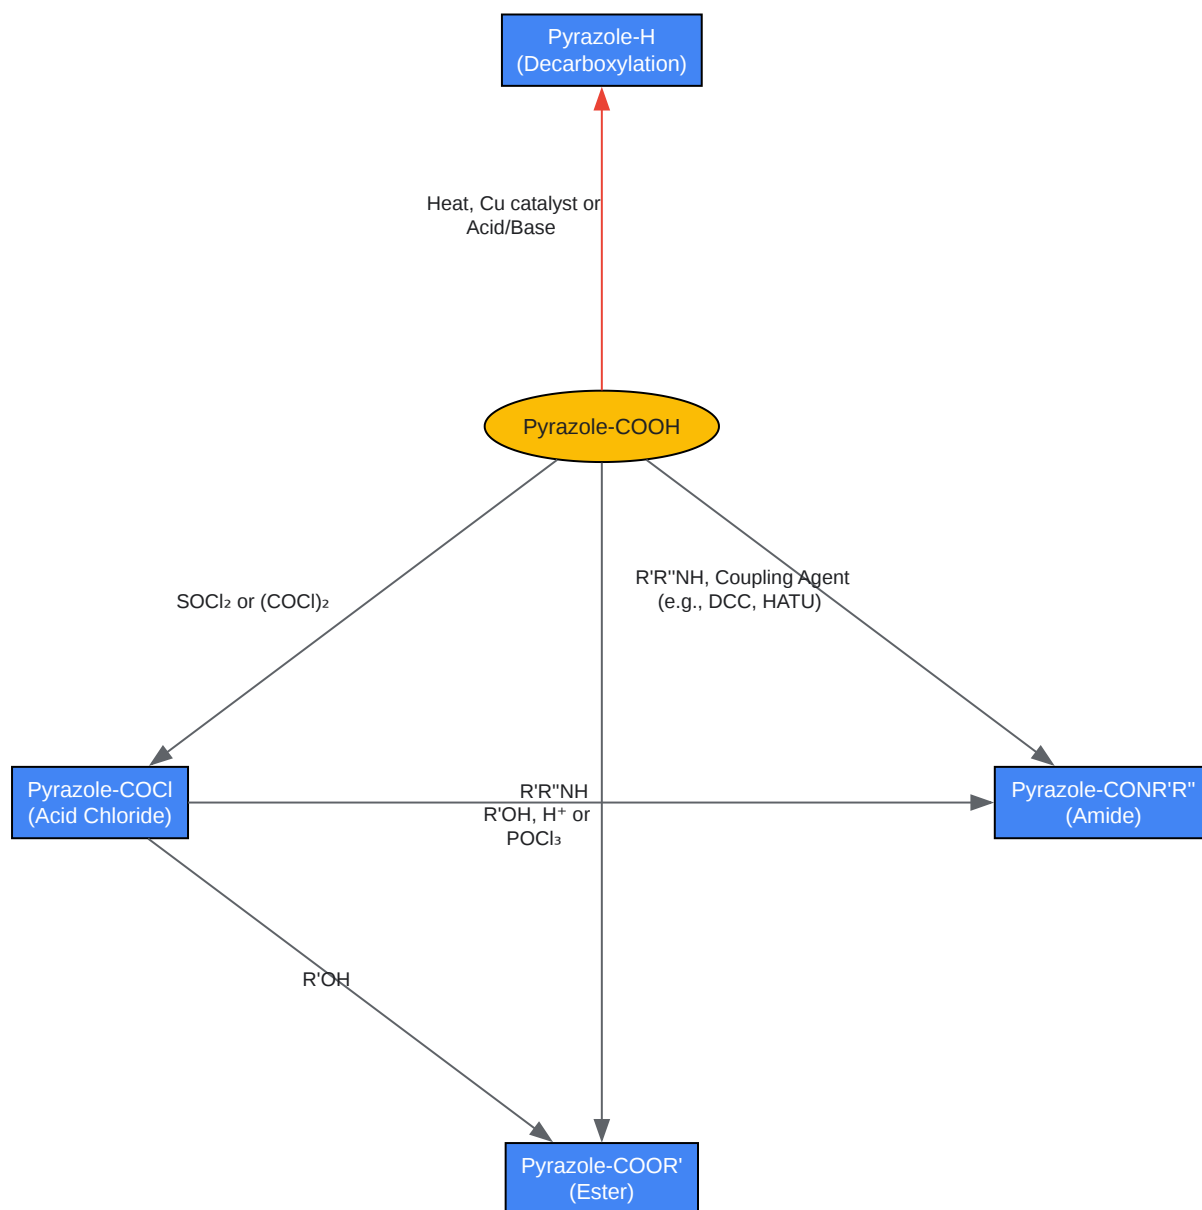 Pyrazole-H
(Decarboxylation)
Heat, Cu catalyst or
Acid/Base
Pyrazole-COOH
SOCl₂ or (COCl)₂
R'R''NH, Coupling Agent
(e.g., DCC, HATU)
Pyrazole-COCl
(Acid Chloride)
R'R''NH
R'OH, H⁺ or
POCl₃
Pyrazole-CONR'R''
(Amide)
R'OH
Pyrazole-COOR'
(Ester)